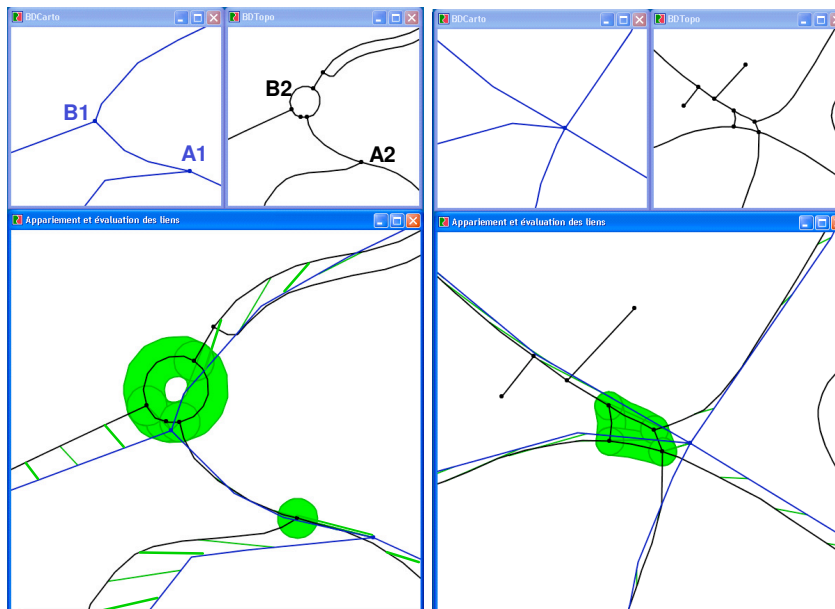 BDCarto
BDTopo
B1
A1
B2
A2
Appariement et évaluation des liens
BDCarto
BDTopo
Appariement et évaluation des liens